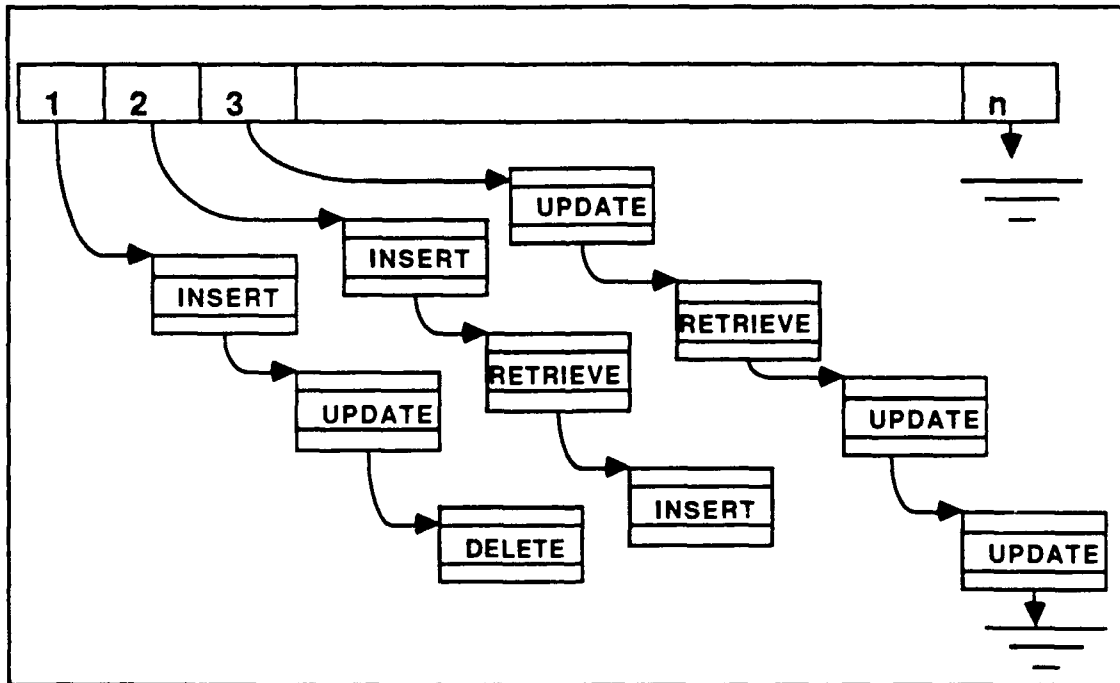 1 2 3 n
UPDATE
INSERT
INSERT
RETRIEVE
RETRIEVE
UPDATE
UPDATE
INSERT
DELETE
UPDATE